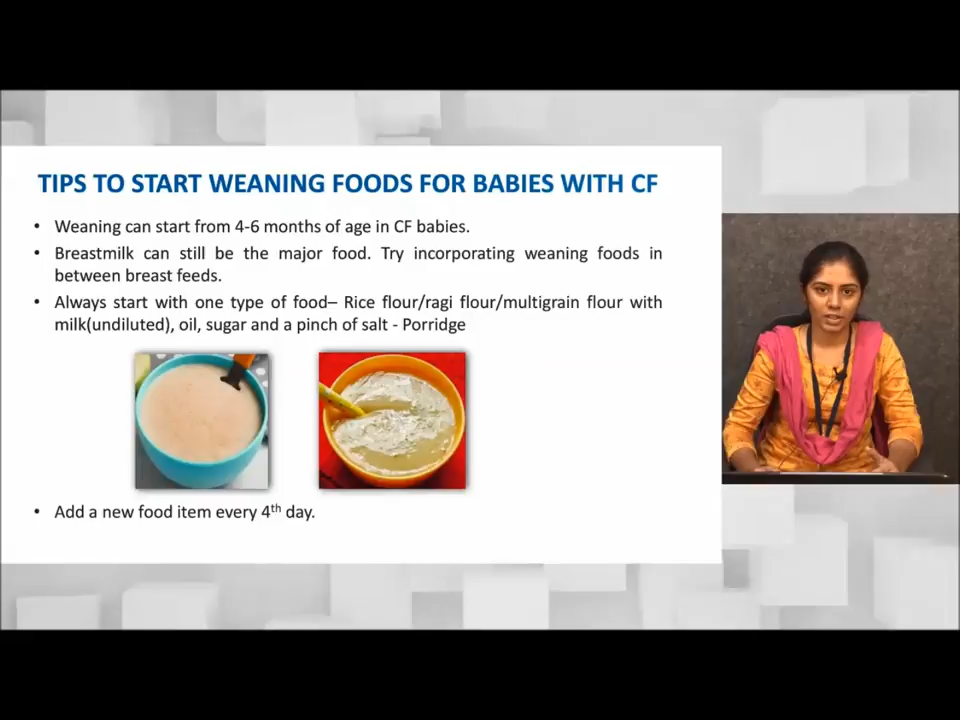 TIPS TO START WEANING FOODS FOR BABIES WITH CF
• Weaning can start from 4-6 months of age in CF babies.
• Breastmilk can still be the major food. Try incorporating weaning foods in
between breast feeds.
• Always start with one type of food– Rice flour/ragi flour/multigrain flour with
milk(undiluted), oil, sugar and a pinch of salt - Porridge
• Add a new food item every 4th day.